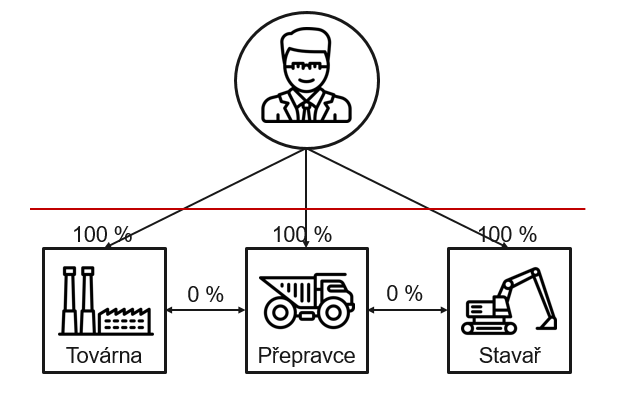 100 %
100 %
100 %
0 %
0 %
Továrna
Přepravce
Stavař